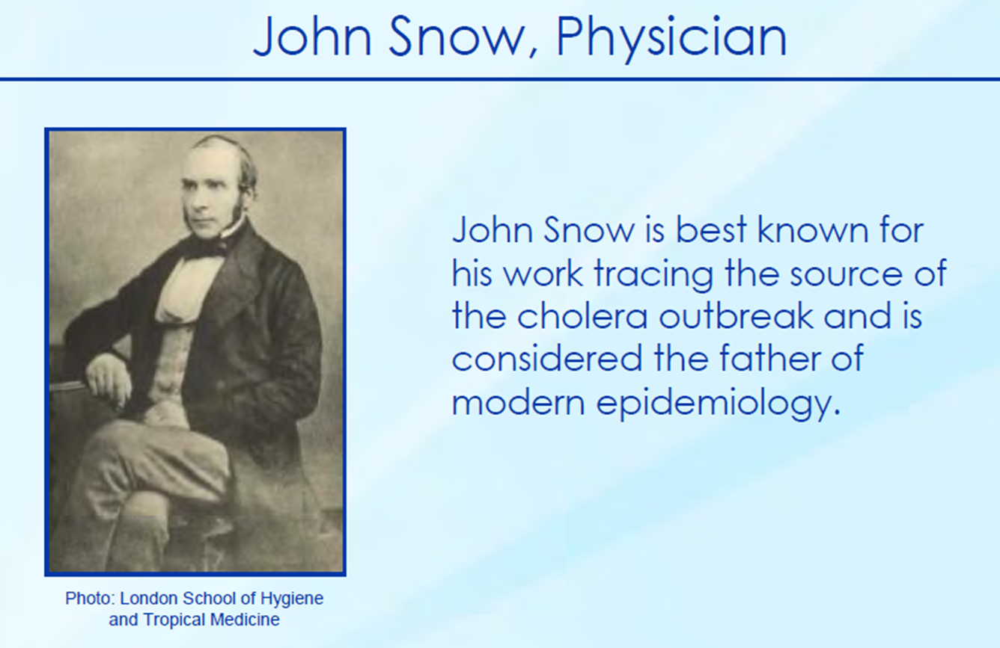 John Snow, Physician
John Snow is best known for
his work tracing the source of
the cholera outbreak and is
considered the father of
modern epidemiology.
Photo: London School of Hygiene
and Tropical Medicine